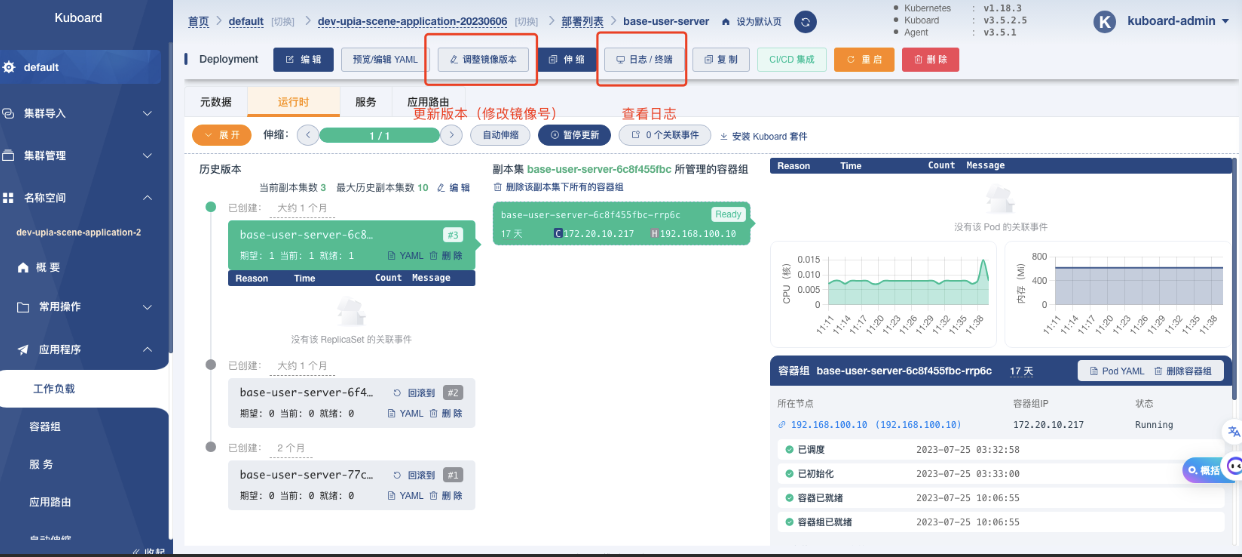 Kuboard
首页 > default [切换] > dev-upia-scene-application-20230606 [切换] > 部署列表 > base-user-server 设为默认页
Kubernetes : v1.18.3
Kuboard : v3.5.2.5
Agent : v3.5.1
K kuboard-admin
Deployment 编 辑 预览/编辑 YAML 调整镜像版本 伸 缩 日志 / 终端 复 制 CI/CD 集成 重 启 删 除
default
集群导入
集群管理
名称空间
dev-upia-scene-application-2
概 要
常用操作
应用程序
工作负载
容器组
服 务
应用路由
收起
元数据 运行时 服务 应用路由
更新版本（修改镜像号） 查看日志
展 开 伸缩: 1 / 1 自动伸缩 暂停更新 0 个关联事件 安装 Kuboard 套件
历史版本
当前副本集数 3 最大历史副本集数 10 编 辑
已创建: 大约 1 个月
base-user-server-6c8… #3
期望: 1 当前: 1 就绪: 1 YAML 删 除
Reason Time Count Message
没有该 ReplicaSet 的关联事件
已创建: 大约 1 个月
base-user-server-6f4… 回滚到 #2
期望: 0 当前: 0 就绪: 0 YAML 删 除
已创建: 2 个月
base-user-server-77c… 回滚到 #1
期望: 0 当前: 0 就绪: 0 YAML 删 除
副本集 base-user-server-6c8f455fbc 所管理的容器组
删除该副本集下所有的容器组
base-user-server-6c8f455fbc-rrp6c Ready
17 天 C 172.20.10.217 H 192.168.100.10
Reason Time Count Message
没有该 Pod 的关联事件
CPU (核)
0.015
0.010
0.005
0
11:11 11:14 11:17 11:20 11:23 11:26 11:29 11:32 11:35 11:38
内存 (Mi)
800
400
0
11:11 11:14 11:17 11:20 11:23 11:26 11:29 11:32 11:35 11:38
容器组 base-user-server-6c8f455fbc-rrp6c 17 天 Pod YAML 删除容器组
所在节点 容器组IP 状态
192.168.100.10 (192.168.100.10) 172.20.10.217 Running
已调度 2023-07-25 03:32:58
已初始化 2023-07-25 03:33:00
容器已就绪 2023-07-25 10:06:55
容器组已就绪 2023-07-25 10:06:55
概括